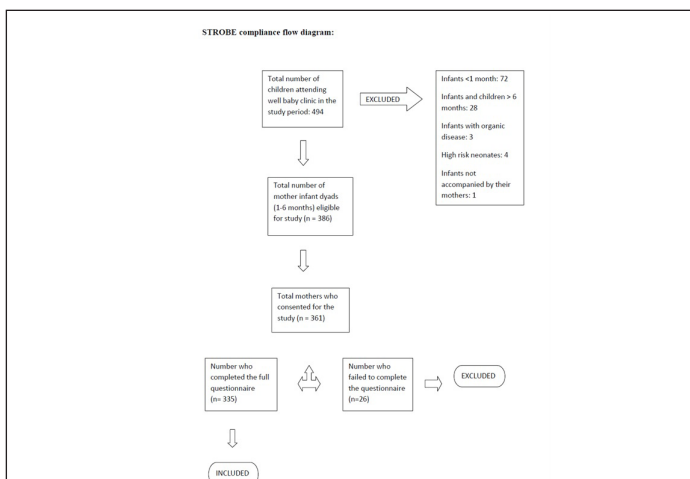 STROBE compliance flow diagram:
Total number of
children attending
well baby clinic in the
study period: 494
EXCLUDED
Infants <1 month: 72
Infants and children > 6
months: 28
Infants with organic
disease: 3
High risk neonates: 4
Infants not
accompanied by their
mothers: 1
Total number of
mother infant dyads
(1-6 months) eligible
for study (n = 386)
Total mothers who
consented for the
study (n = 361)
Number who
completed the full
questionnaire
(n= 335)
Number who
failed to complete
the questionnaire
(n=26)
EXCLUDED
INCLUDED